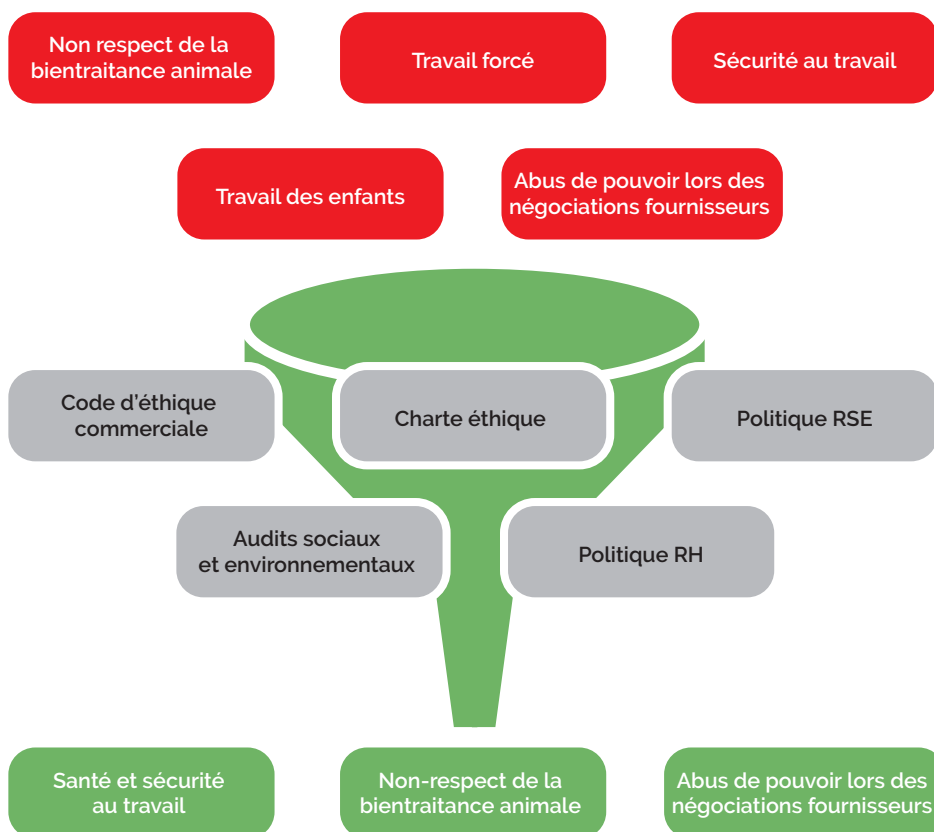 Non respect de la
bientraitance animale
Travail forcé
Sécurité au travail
Travail des enfants
Abus de pouvoir lors des
négociations fournisseurs
Code d'éthique
commerciale
Charte éthique
Politique RSE
Audits sociaux
et environnementaux
Politique RH
Santé et sécurité
au travail
Non-respect de la
bientraitance animale
Abus de pouvoir lors des
négociations fournisseurs